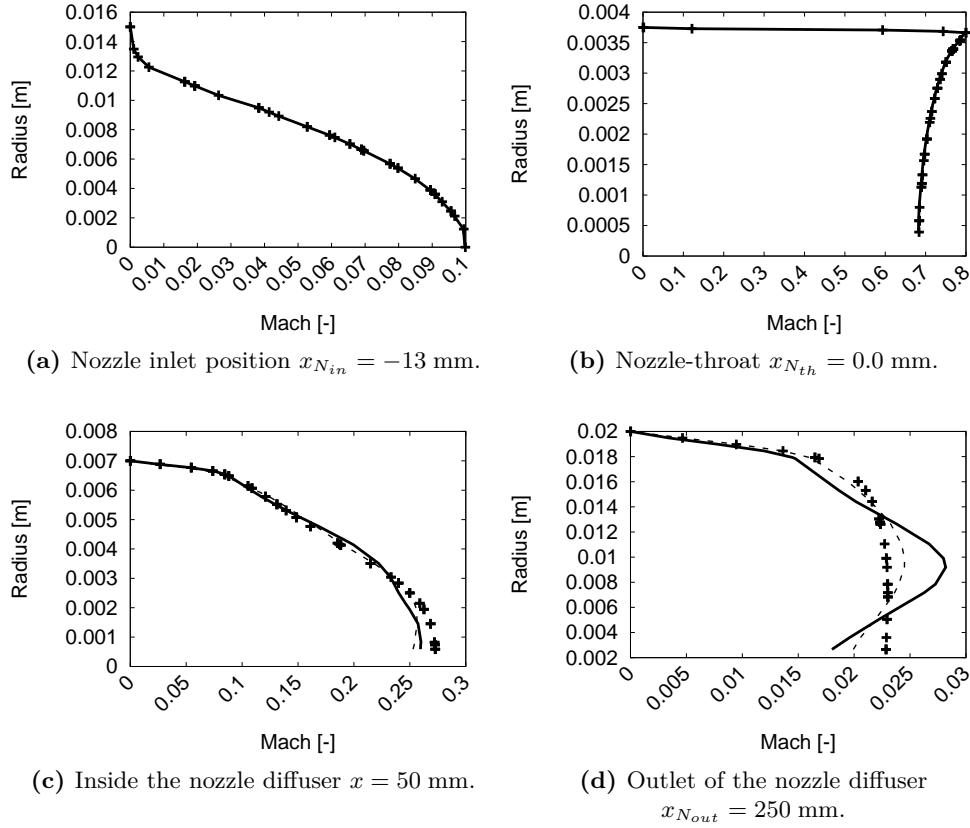 0.016
0.014
0.012
0.01
0.008
0.006
0.004
0.002
0
Radius [m]
0 0.01 0.02 0.03 0.04 0.05 0.06 0.07 0.08 0.09 0.1
Mach [-]
(a) Nozzle inlet position x_{N_{in}} = −13 mm.
0.004
0.0035
0.003
0.0025
0.002
0.0015
0.001
0.0005
0
Radius [m]
0 0.1 0.2 0.3 0.4 0.5 0.6 0.7 0.8
Mach [-]
(b) Nozzle-throat x_{N_{th}} = 0.0 mm.
0.008
0.007
0.006
0.005
0.004
0.003
0.002
0.001
0
Radius [m]
0 0.05 0.1 0.15 0.2 0.25 0.3
Mach [-]
(c) Inside the nozzle diffuser x = 50 mm.
0.02
0.018
0.016
0.014
0.012
0.01
0.008
0.006
0.004
0.002
Radius [m]
0 0.005 0.01 0.015 0.02 0.025 0.03
Mach [-]
(d) Outlet of the nozzle diffuser
x_{N_{out}} = 250 mm.